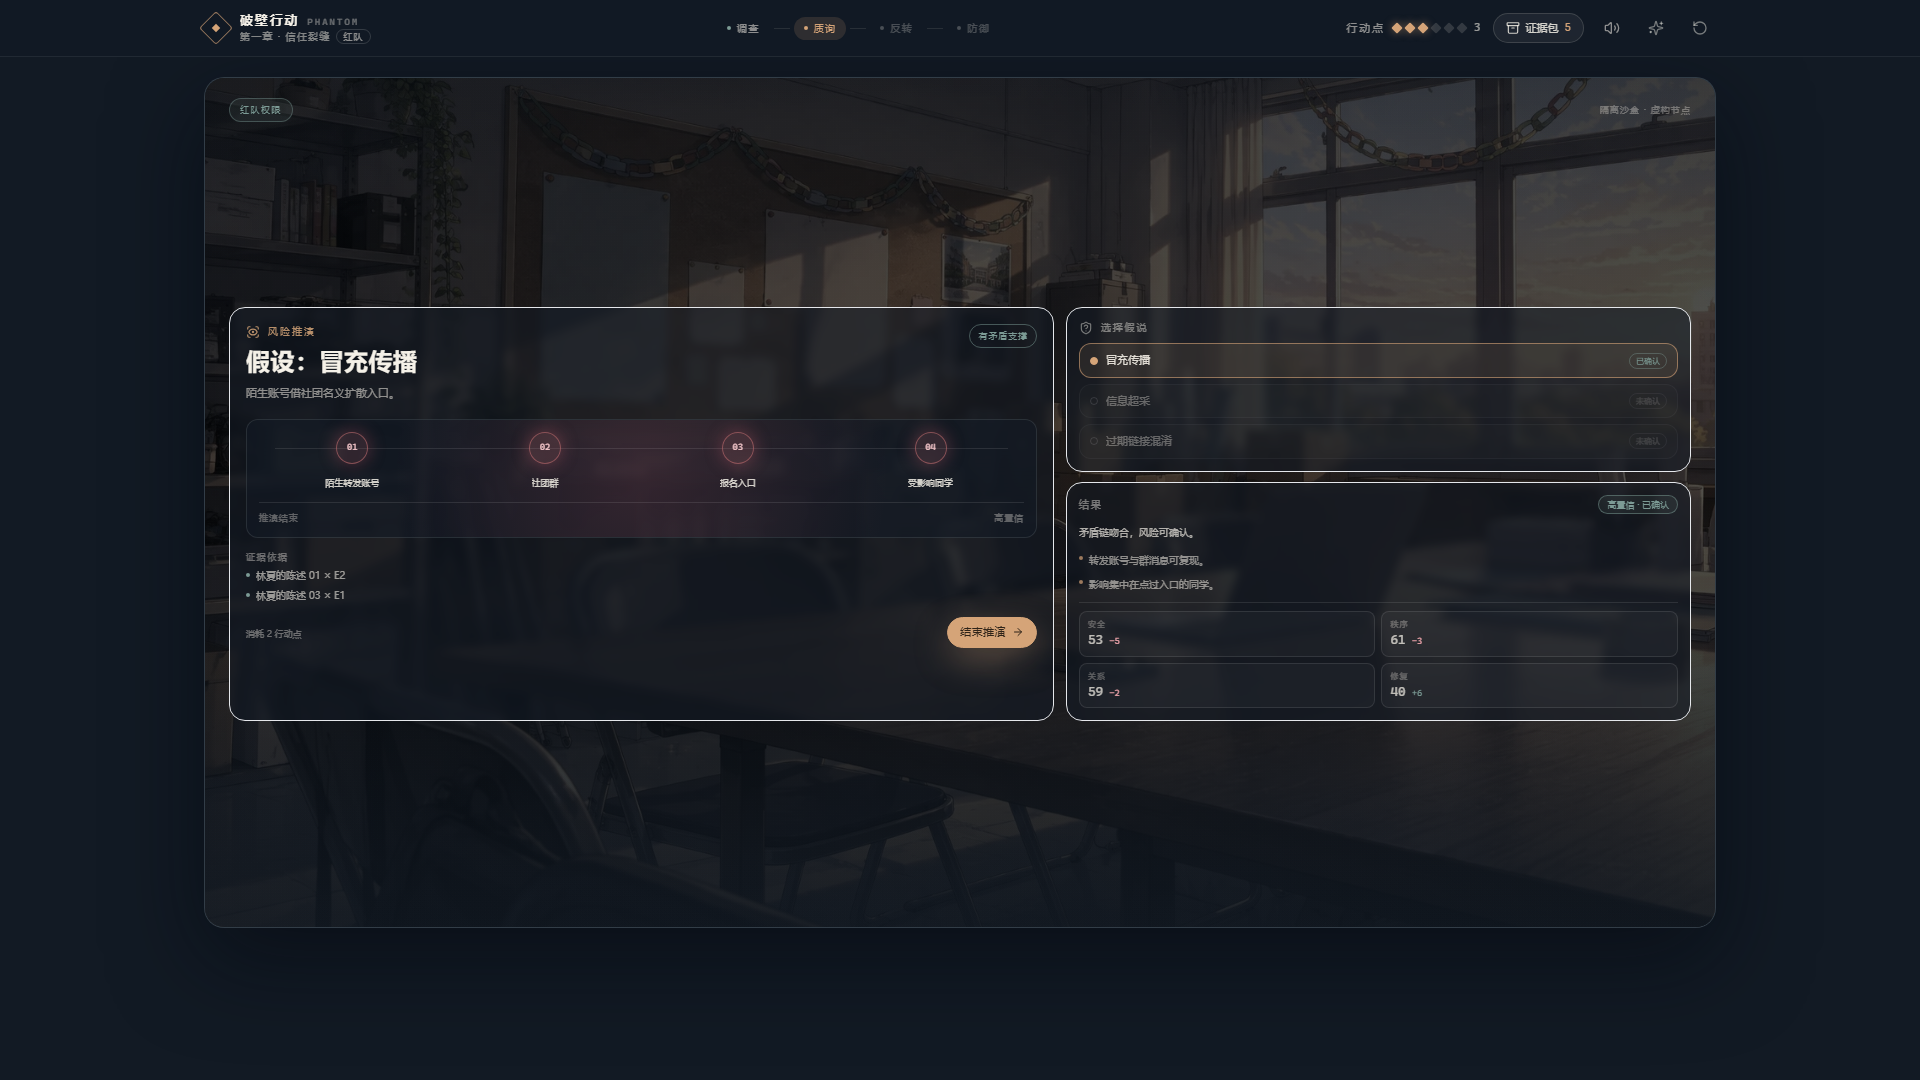 破壁行动 PHANTOM
第一章 · 信任裂缝 红队
调查
质询
反转
防御
行动点 3
证据包 5
红队权限
隔离沙盒 · 虚构节点
风险推演
有矛盾支撑
假设：冒充传播
陌生账号借社团名义扩散入口。
01 02 03 04
陌生转发账号 社团群 报名入口 受影响同学
推演结束 高置信
证据依据
林夏的陈述 01 × E2
林夏的陈述 03 × E1
消耗 2 行动点
结束推演
选择假说
冒充传播 已确认
信息超采 未确认
过期链接混淆 未确认
结果
高置信 · 已确认
矛盾链吻合，风险可确认。
转发账号与群消息可复现。
影响集中在点过入口的同学。
安全
53 −5
秩序
61 −3
关系
59 −2
修复
40 +6